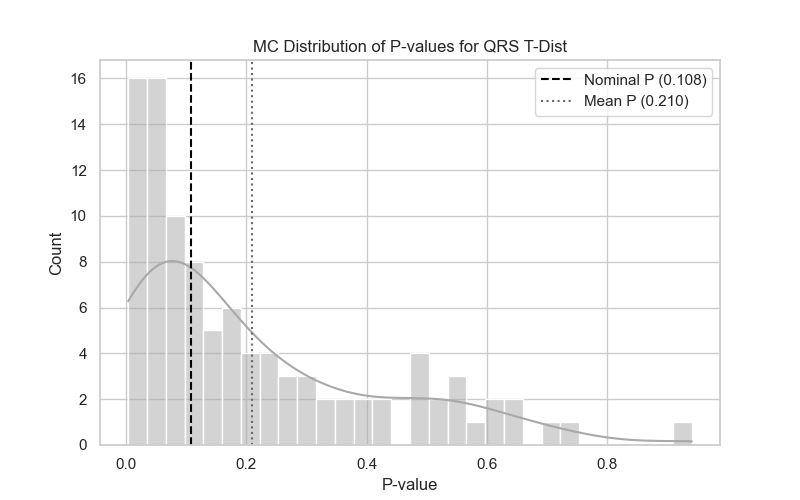 MC Distribution of P-values for QRS T-Dist
Nominal P (0.108)
Mean P (0.210)
Count
16
14
12
10
8
6
4
2
0
0.0 0.2 0.4 0.6 0.8
P-value